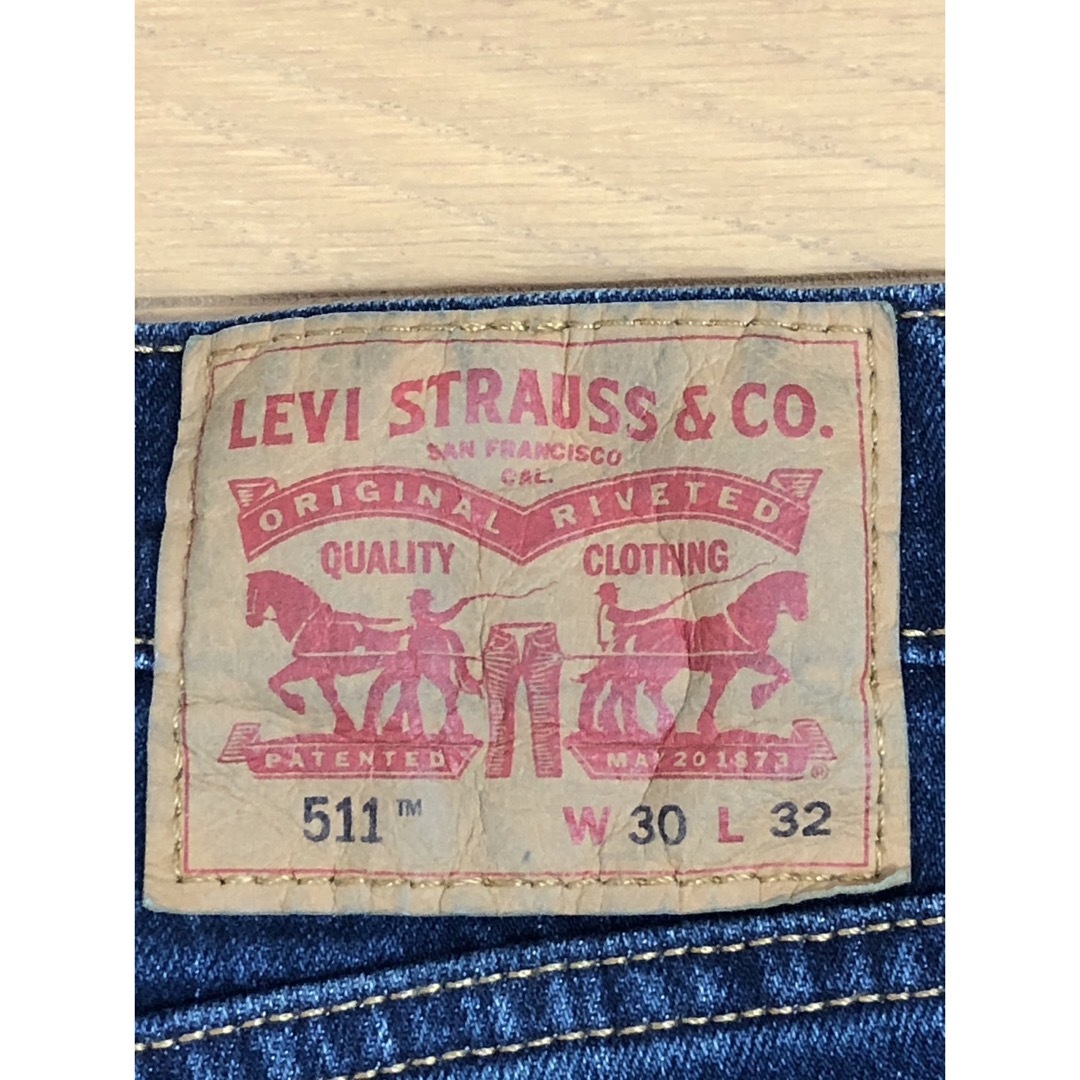 LEVI STRAUSS & CO.
SAN FRANCISCO
CAL.
ORIGINAL RIVETED
QUALITY CLOTHING
PATENTED MAY 20 1873 ®
511™ W 30 L 32